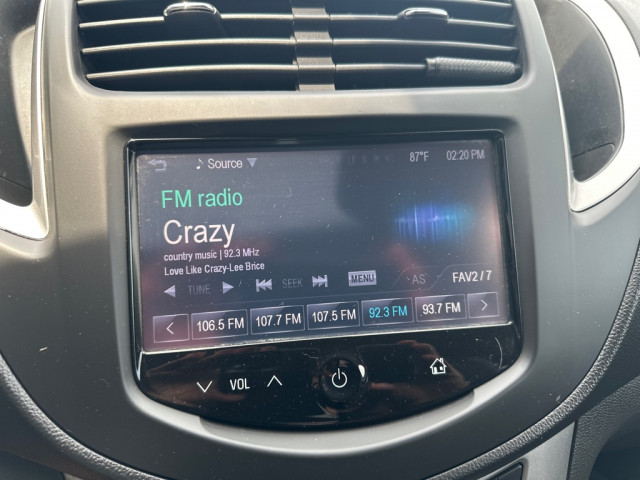 Source 87°F 02:20 PM
FM radio
Crazy
country music | 92.3 MHz
Love Like Crazy-Lee Brice
TUNE SEEK MENU AS FAV2 / 7
106.5 FM 107.7 FM 107.5 FM 92.3 FM 93.7 FM
VOL